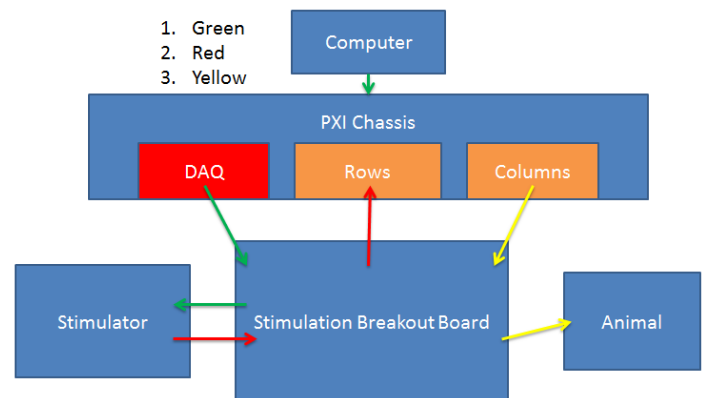 1. Green
2. Red
3. Yellow
Computer
PXI Chassis
DAQ
Rows
Columns
Stimulator
Stimulation Breakout Board
Animal